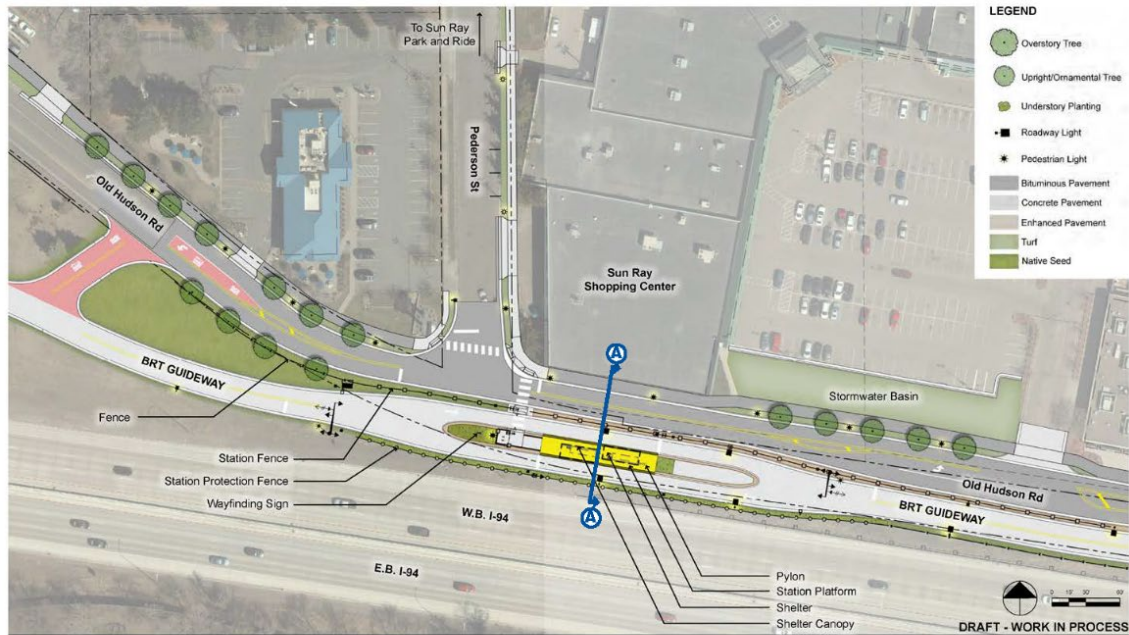 To Sun Ray
Park and Ride
Pederson St
Old Hudson Rd
Sun Ray
Shopping Center
BRT GUIDEWAY
Fence
Station Fence
Station Protection Fence
Wayfinding Sign
W.B. I-94
E.B. I-94
A
A
Stormwater Basin
Old Hudson Rd
BRT GUIDEWAY
Pylon
Station Platform
Shelter
Shelter Canopy
LEGEND
Overstory Tree
Upright/Ornamental Tree
Understory Planting
Roadway Light
Pedestrian Light
Bituminous Pavement
Concrete Pavement
Enhanced Pavement
Turf
Native Seed
DRAFT - WORK IN PROCESS